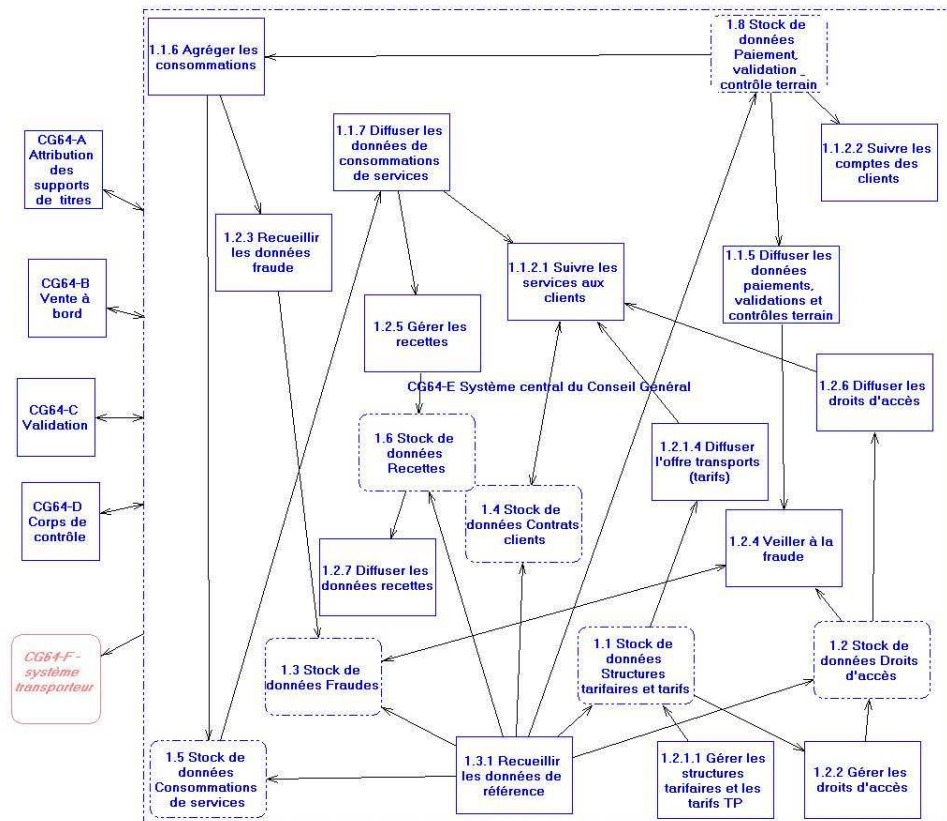 1.1.6 Agréger les
consommations
1.8 Stock de
données
Paiement,
validation
contrôle terrain
1.1.7 Diffuser les
données de
consommations
de services
1.1.2.2 Suivre les
comptes des
clients
CG64-A
Attribution
des
supports
de titres
1.2.3 Recueillir
les données
fraude
1.1.2.1 Suivre les
services aux
clients
1.1.5 Diffuser les
données
paiements,
validations et
contrôles terrain
CG64-B
Vente à
bord
1.2.5 Gérer les
recettes
CG64-E Système central du Conseil Général
1.2.6 Diffuser les
droits d'accès
CG64-C
Validation
1.6 Stock de
données
Recettes
1.2.1.4 Diffuser
l'offre transports
(tarifs)
CG64-D
Corps de
contrôle
1.4 Stock de
données Contrats
clients
1.2.7 Diffuser les
données recettes
1.2.4 Veiller à la
fraude
CG64-F -
système
transporteur
1.3 Stock de
données Fraudes
1.1 Stock de
données
Structures
tarifaires et tarifs
1.2 Stock de
données Droits
d'accès
1.5 Stock de
données
Consommations
de services
1.3.1 Recueillir
les données de
référence
1.2.1.1 Gérer les
structures
tarifaires et les
tarifs TP
1.2.2 Gérer les
droits d'accès